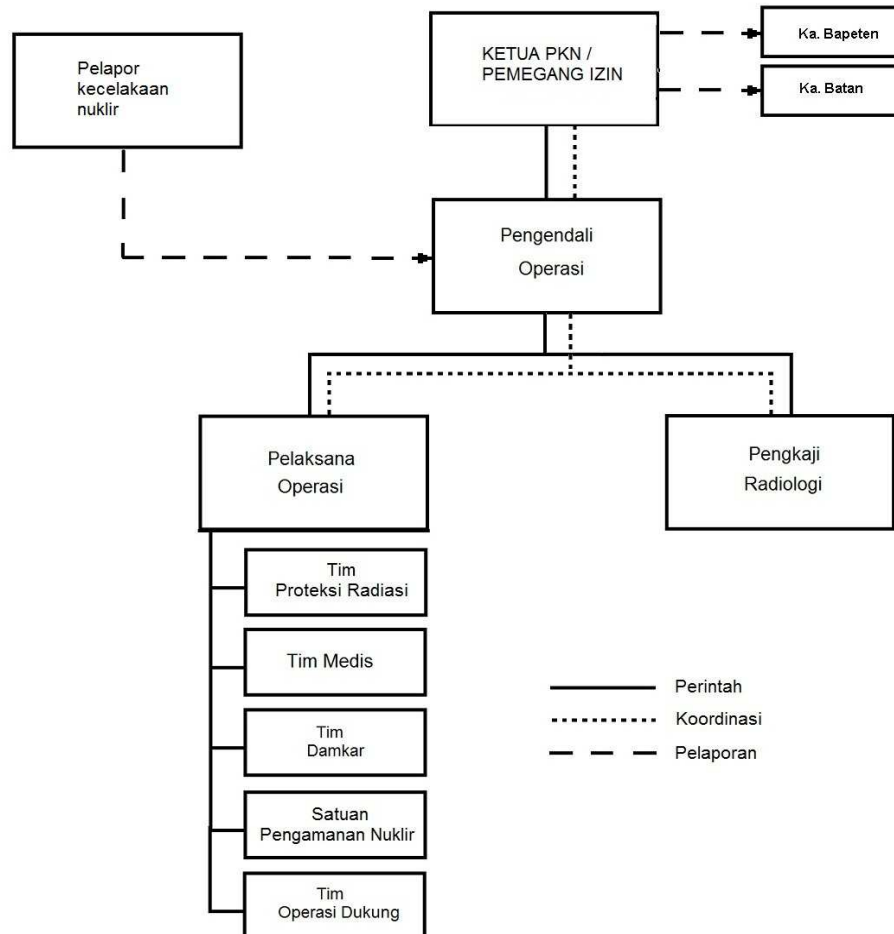 Pelapor
kecelakaan
nuklir
KETUA PKN /
PEMEGANG IZIN
Ka. Bapeten
Ka. Batan
Pengendali
Operasi
Pelaksana
Operasi
Pengkaji
Radiologi
Tim
Proteksi Radiasi
Tim Medis
Tim
Damkar
Satuan
Pengamanan Nuklir
Tim
Operasi Dukung
Perintah
Koordinasi
Pelaporan